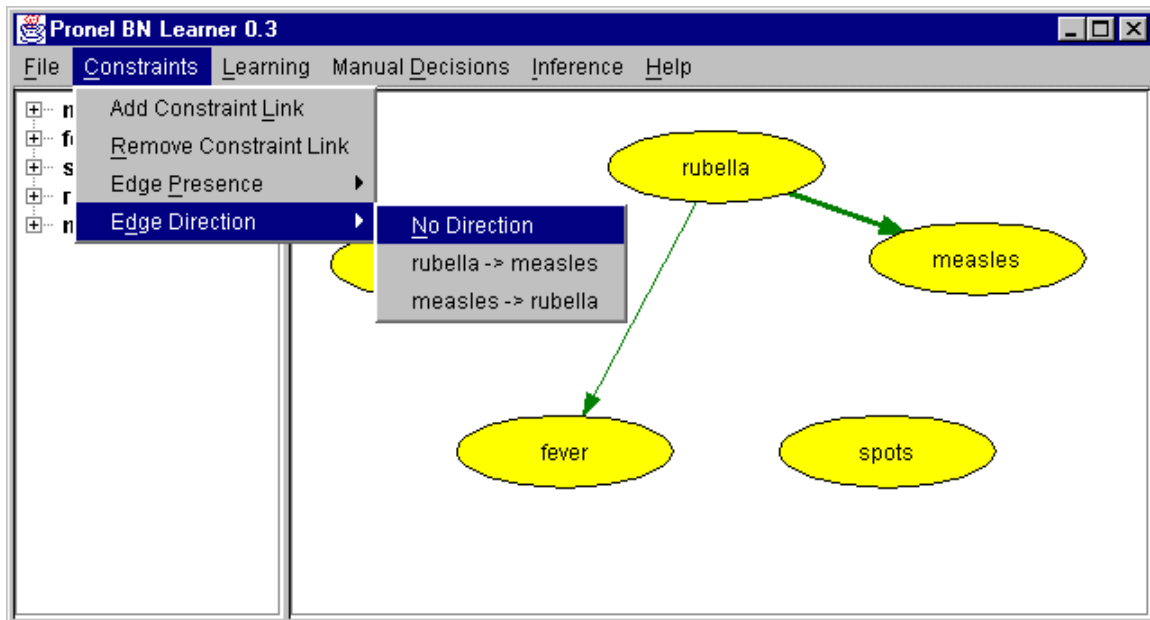 Pronel BN Learner 0.3
File Constraints Learning Manual Decisions Inference Help
Add Constraint Link
Remove Constraint Link
Edge Presence
Edge Direction
No Direction
rubella -> measles
measles -> rubella
rubella
measles
fever
spots